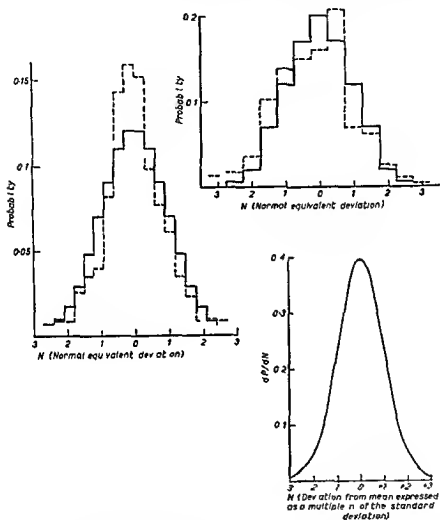 0.2
0.1
Probability
3 2 1 0 1 2 3
N (Normal equivalent deviation)
0.15
0.1
0.05
Probability
3 2 1 0 1 2 3
N (Normal equivalent dev ation)
0.4
0.3
0.2
0.1
dP/dN
3 2 1 0 +1 +2 +3
N (Deviation from mean expressed
as a multiple n of the standard
deviation)